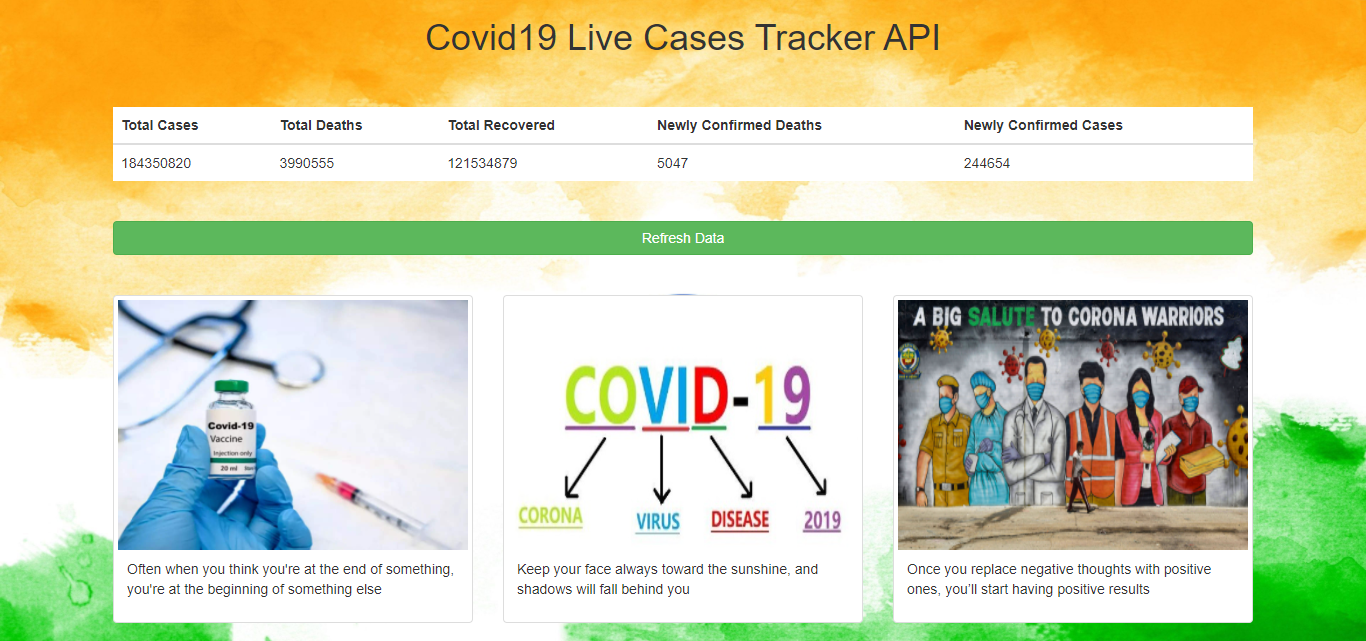 Covid19 Live Cases Tracker API
Total Cases Total Deaths Total Recovered Newly Confirmed Deaths Newly Confirmed Cases
184350820 3990555 121534879 5047 244654
Refresh Data
Covid-19
Vaccine
Injection only
20 ml
Often when you think you're at the end of something,
you're at the beginning of something else
COVID-19
CORONA VIRUS DISEASE 2019
Keep your face always toward the sunshine, and
shadows will fall behind you
A BIG SALUTE TO CORONA WARRIORS
Once you replace negative thoughts with positive
ones, you’ll start having positive results